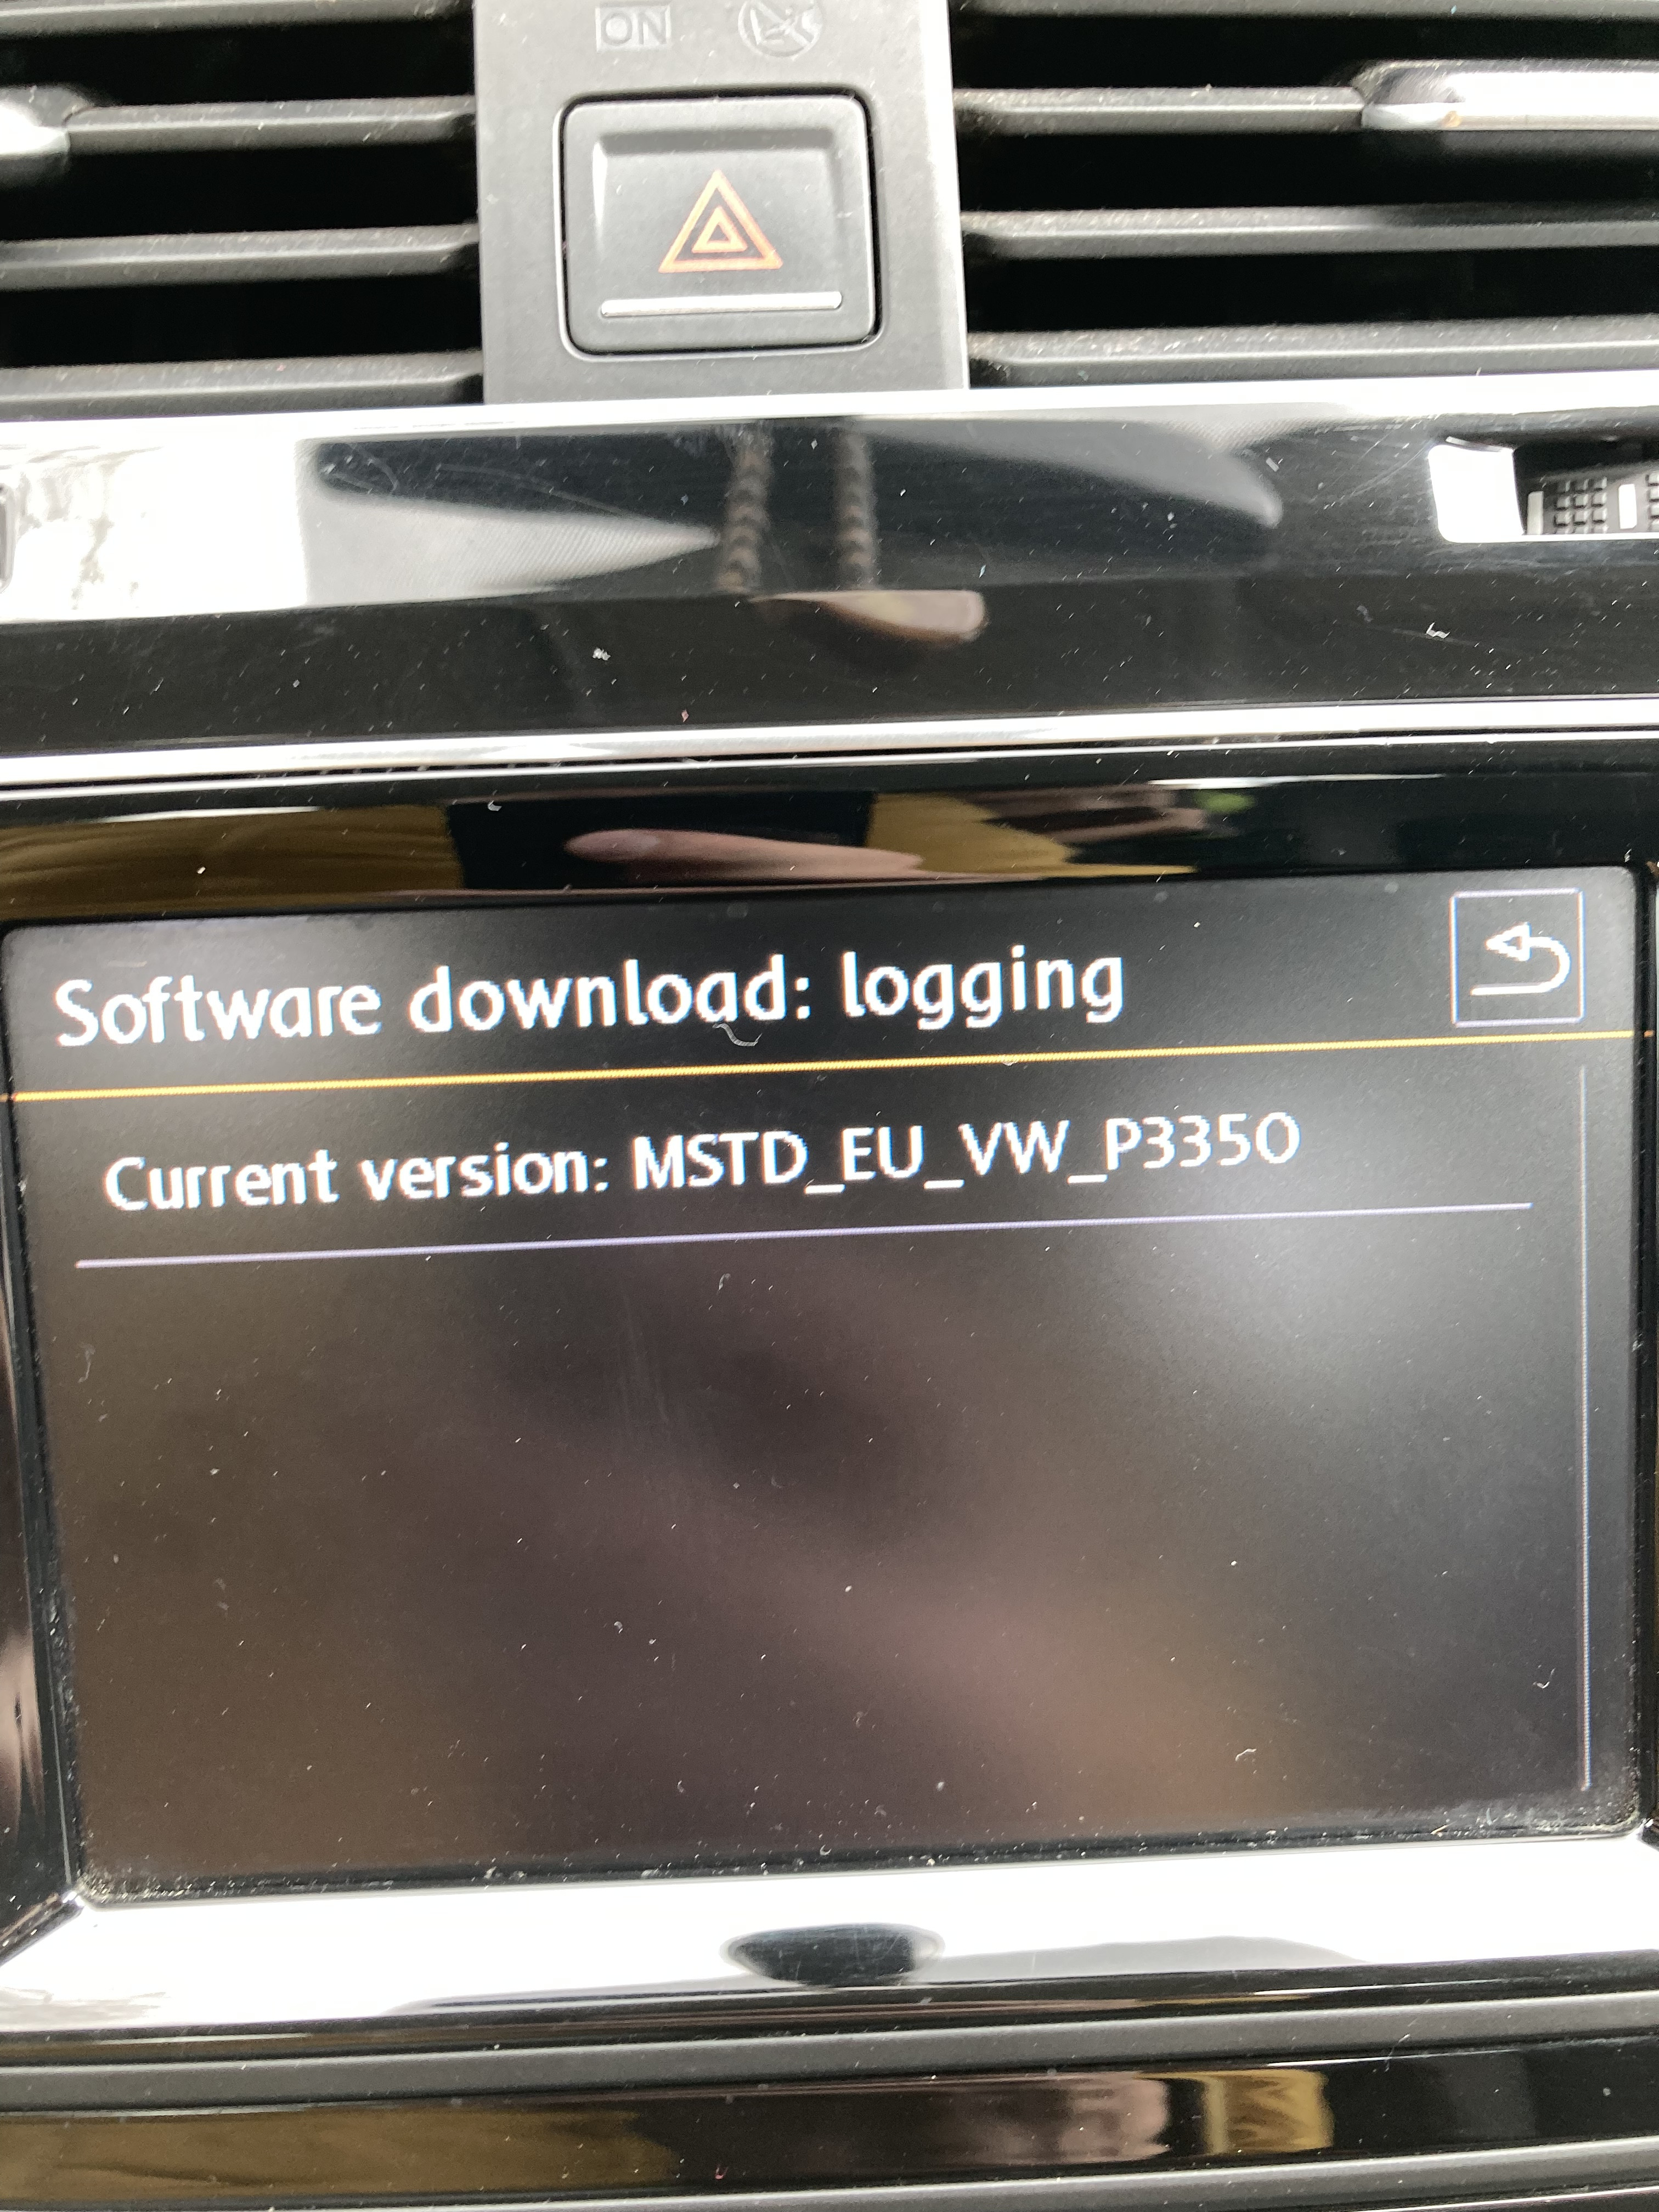 ON
Software download: logging
Current version: MSTD_EU_VW_P3350